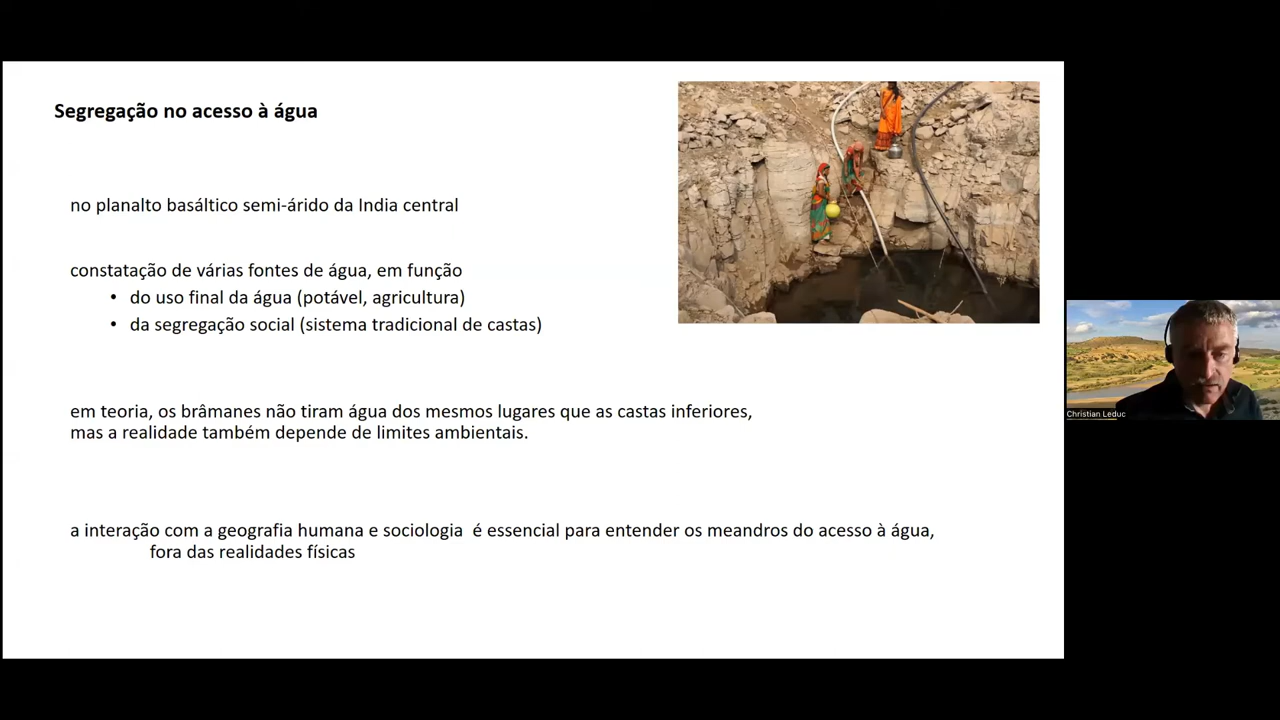 Segregação no acesso à água
no planalto basáltico semi-árido da India central
constatação de várias fontes de água, em função
• do uso final da água (potável, agricultura)
• da segregação social (sistema tradicional de castas)
em teoria, os brâmanes não tiram água dos mesmos lugares que as castas inferiores,
mas a realidade também depende de limites ambientais.
a interação com a geografia humana e sociologia é essencial para entender os meandros do acesso à água,
fora das realidades físicas
Christian Leduc